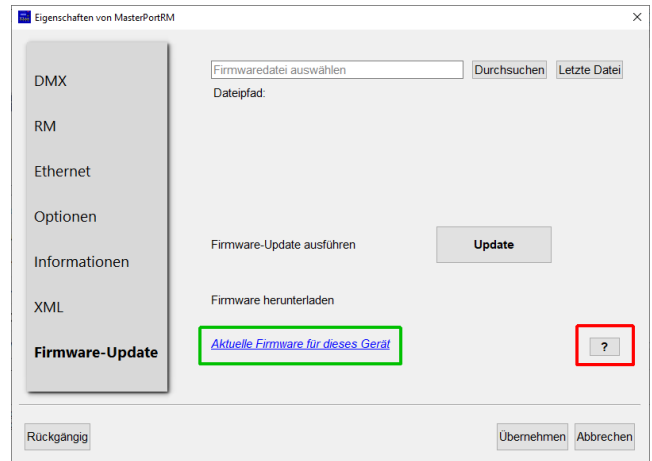 Eigenschaften von MasterPortRM
DMX
RM
Ethernet
Optionen
Informationen
XML
Firmware-Update
Firmwaredatei auswählen
Durchsuchen
Letzte Datei
Dateipfad:
Firmware-Update ausführen
Update
Firmware herunterladen
Aktuelle Firmware für dieses Gerät
?
Rückgängig
Übernehmen
Abbrechen